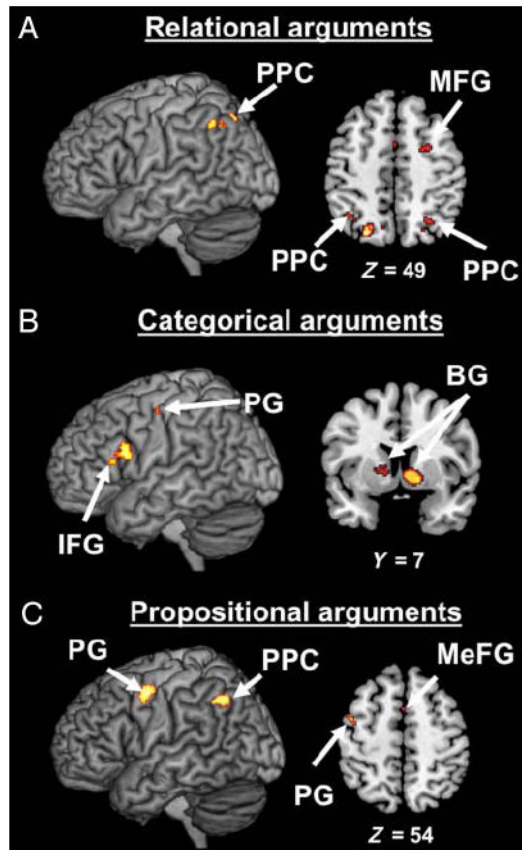 A
Relational arguments
PPC
MFG
PPC
PPC
Z = 49
B
Categorical arguments
PG
BG
IFG
Y = 7
C
Propositional arguments
PG
PPC
MeFG
PG
Z = 54